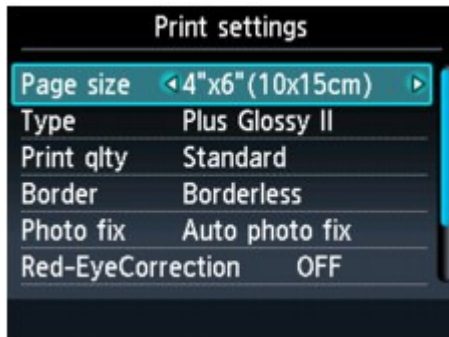 Print settings
Page size 4"x6"(10x15cm)
Type Plus Glossy II
Print qlty Standard
Border Borderless
Photo fix Auto photo fix
Red-EyeCorrection OFF